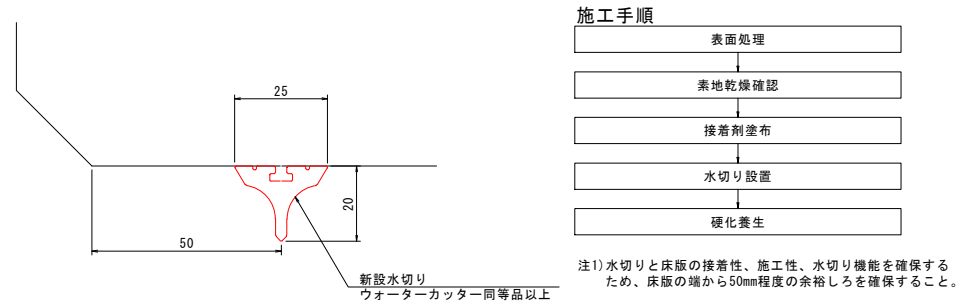 施工手順
表面処理
素地乾燥確認
接着剤塗布
水切り設置
硬化養生
25
20
50
新設水切り
ウォーターカッター同等品以上
注1)水切りと床版の接着性、施工性、水切り機能を確保する
ため、床版の端から50mm程度の余裕しろを確保すること。